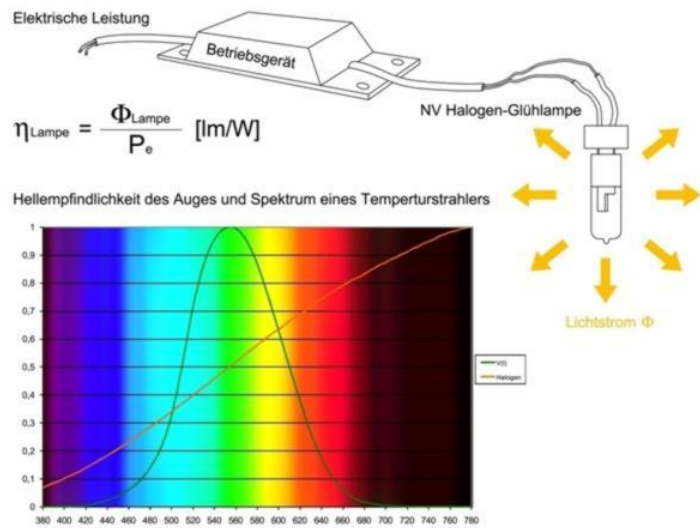 Elektrische Leistung
Betriebsgerät
NV Halogen-Glühlampe
ηLampe = ΦLampe / Pe [lm/W]
Hellempfindlichkeit des Auges und Spektrum eines Temperturstrahlers
Lichtstrom Φ
1
0,9
0,8
0,7
0,6
0,5
0,4
0,3
0,2
0,1
0
V(l)
Halogen
380 400 420 440 460 480 500 520 540 560 580 600 620 640 660 680 700 720 740 760 780